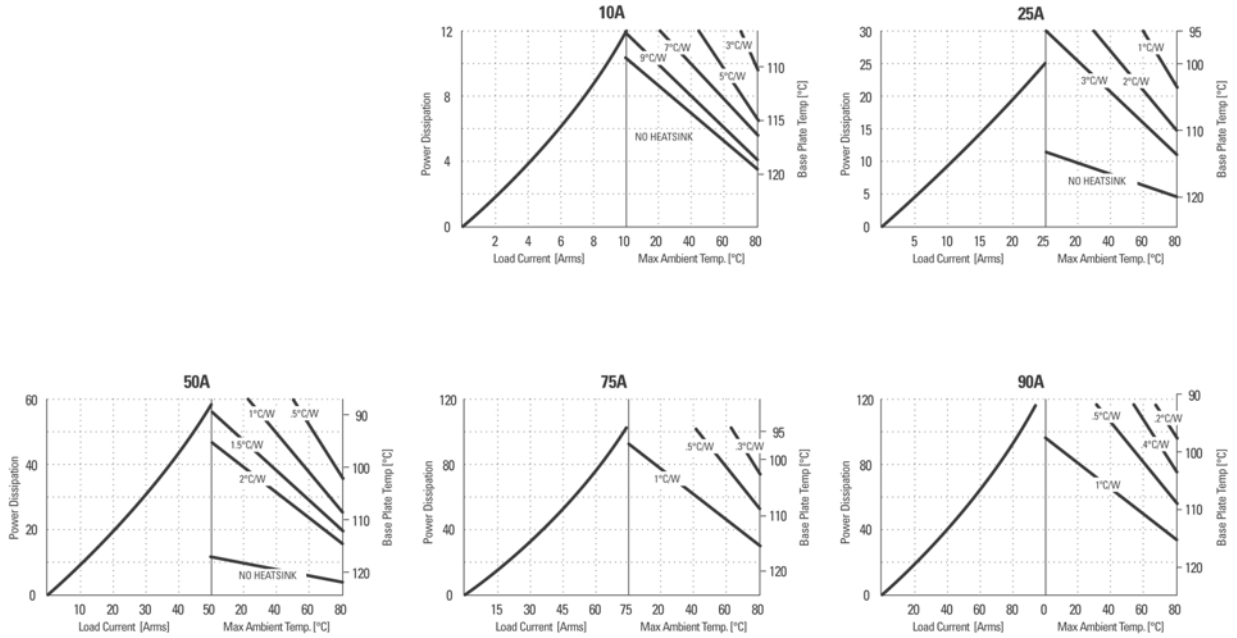 10A
12
8
4
0
Power Dissipation
9°C/W
7°C/W
5°C/W
3°C/W
NO HEATSINK
110
115
120
Base Plate Temp [°C]
2 4 6 8 10 20 40 60 80
Load Current [Arms] Max Ambient Temp. [°C]
25A
30
25
20
15
10
5
0
Power Dissipation
3°C/W
2°C/W
1°C/W
NO HEATSINK
95
100
110
120
Base Plate Temp [°C]
5 10 15 20 25 20 40 60 80
Load Current [Arms] Max Ambient Temp. [°C]
50A
60
40
20
0
Power Dissipation
1°C/W
.5°C/W
1.5°C/W
2°C/W
NO HEATSINK
90
100
110
120
Base Plate Temp [°C]
10 20 30 40 50 20 40 60 80
Load Current [Arms] Max Ambient Temp. [°C]
75A
120
80
40
0
Power Dissipation
.5°C/W
.3°C/W
1°C/W
95
100
110
120
Base Plate Temp [°C]
15 30 45 60 75 20 40 60 80
Load Current [Arms] Max Ambient Temp. [°C]
90A
120
80
40
0
Power Dissipation
.5°C/W
.2°C/W
.4°C/W
1°C/W
90
100
110
120
Base Plate Temp [°C]
20 40 60 80 0 20 40 60 80
Load Current [Arms] Max Ambient Temp. [°C]